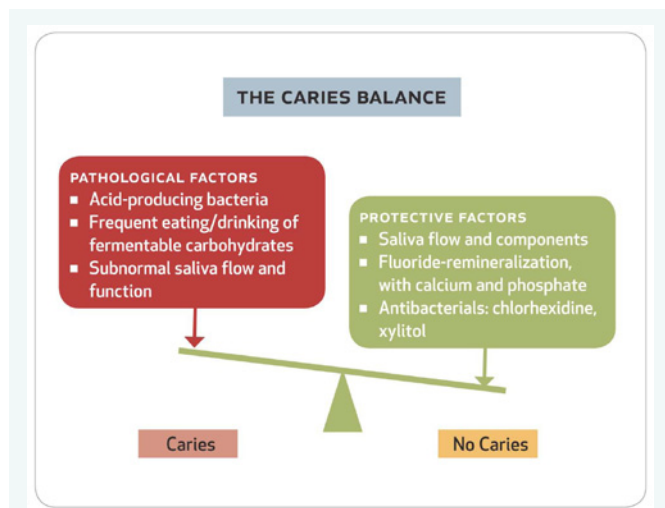 THE CARIES BALANCE
PATHOLOGICAL FACTORS
▪ Acid-producing bacteria
▪ Frequent eating/drinking of
fermentable carbohydrates
▪ Subnormal saliva flow and
function
PROTECTIVE FACTORS
▪ Saliva flow and components
▪ Fluoride-remineralization,
with calcium and phosphate
▪ Antibacterials: chlorhexidine,
xylitol
Caries
No Caries